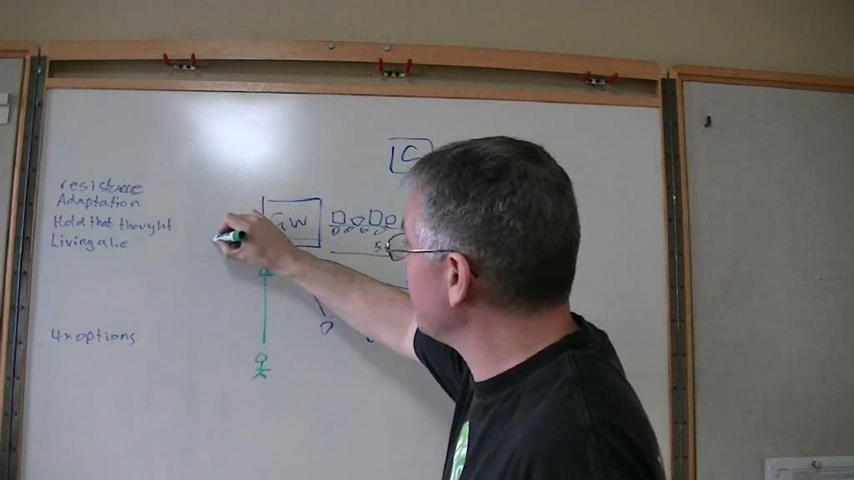 C
resistance
Adaptation
GW
Hold that thought
Living a lie
4x options